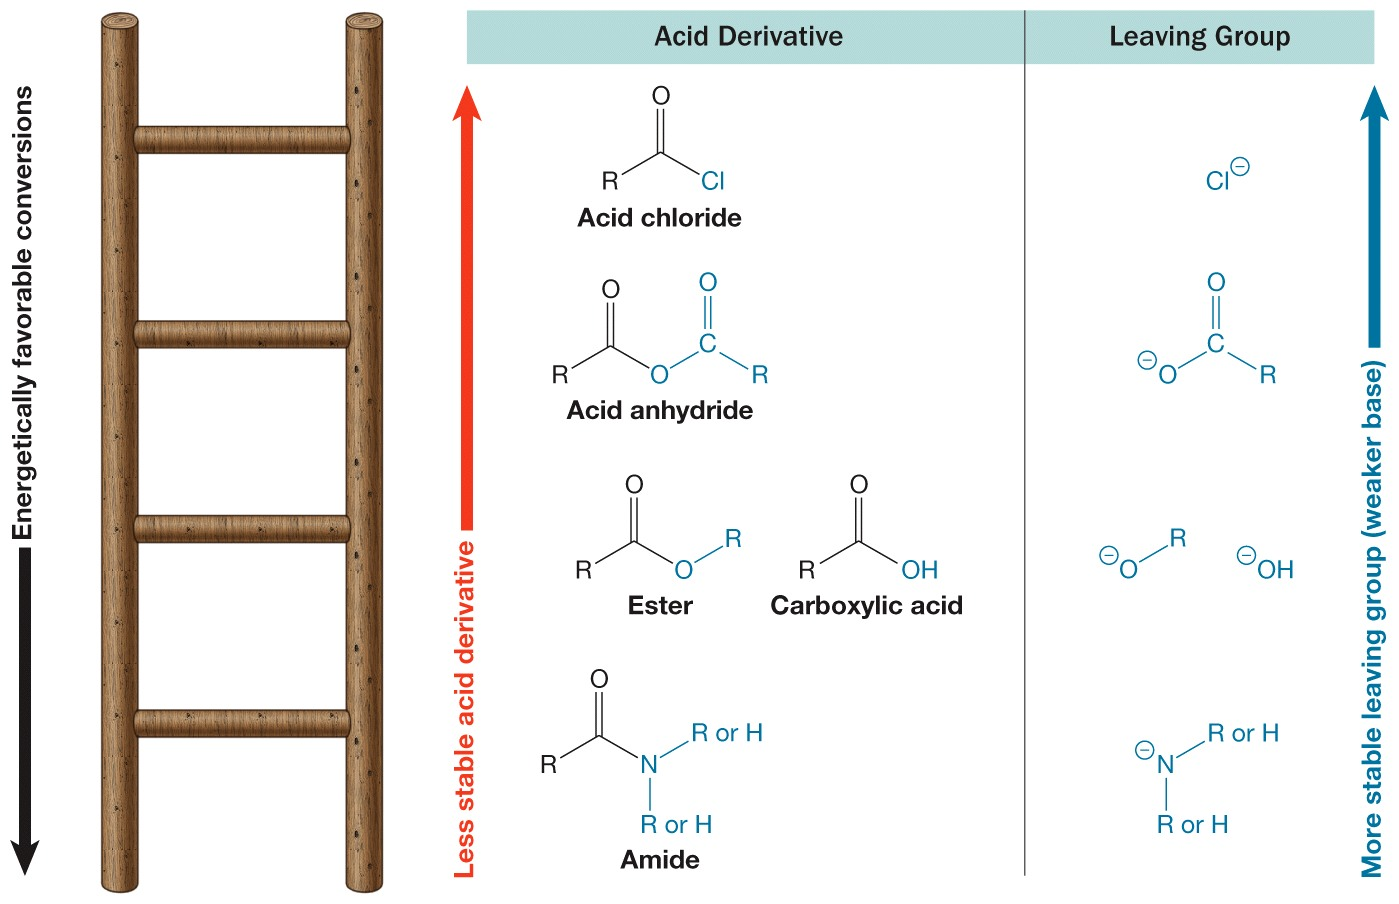 Acid Derivative
Leaving Group
Energetically favorable conversions
Less stable acid derivative
More stable leaving group (weaker base)
O
R
Cl
Acid chloride
Cl⊖
O
O
R
O
C
R
Acid anhydride
O
⊖O
C
R
O
R
O
R
Ester
O
R
OH
Carboxylic acid
⊖O
R
⊖OH
O
R
N
R or H
R or H
Amide
⊖N
R or H
R or H